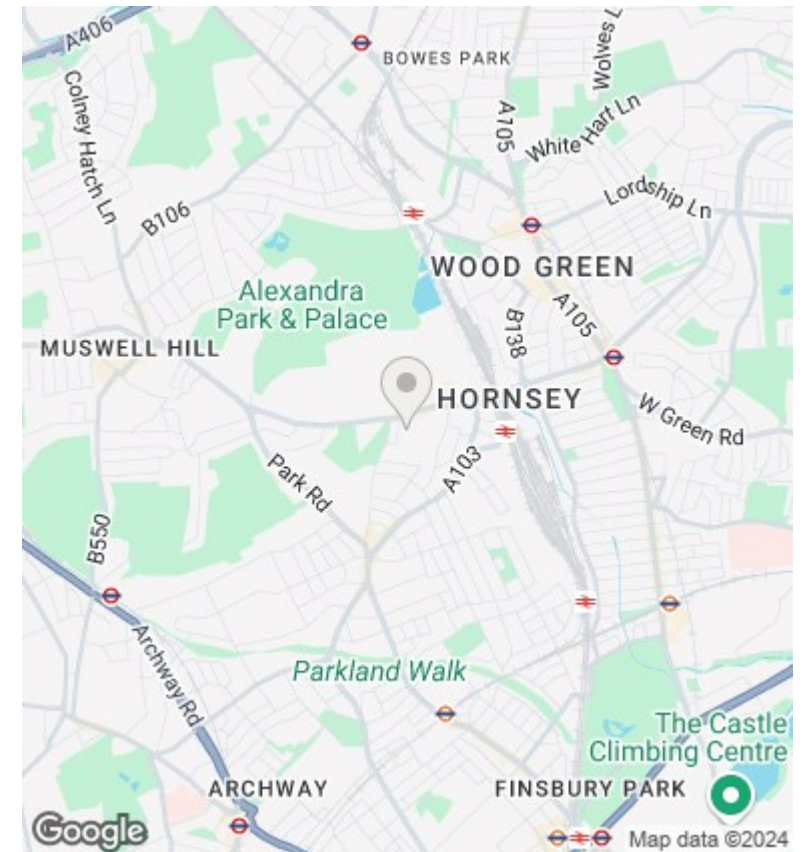 A406
BOWES PARK
Wolves L
Colney Hatch Ln
A105
White Hart Ln
Lordship Ln
B106
WOOD GREEN
Alexandra
Park & Palace
A105
B138
MUSWELL HILL
HORNSEY
W Green Rd
A103
Park Rd
B550
Archway Rd
Parkland Walk
The Castle
Climbing Centre
ARCHWAY
FINSBURY PARK
Google
Map data ©2024